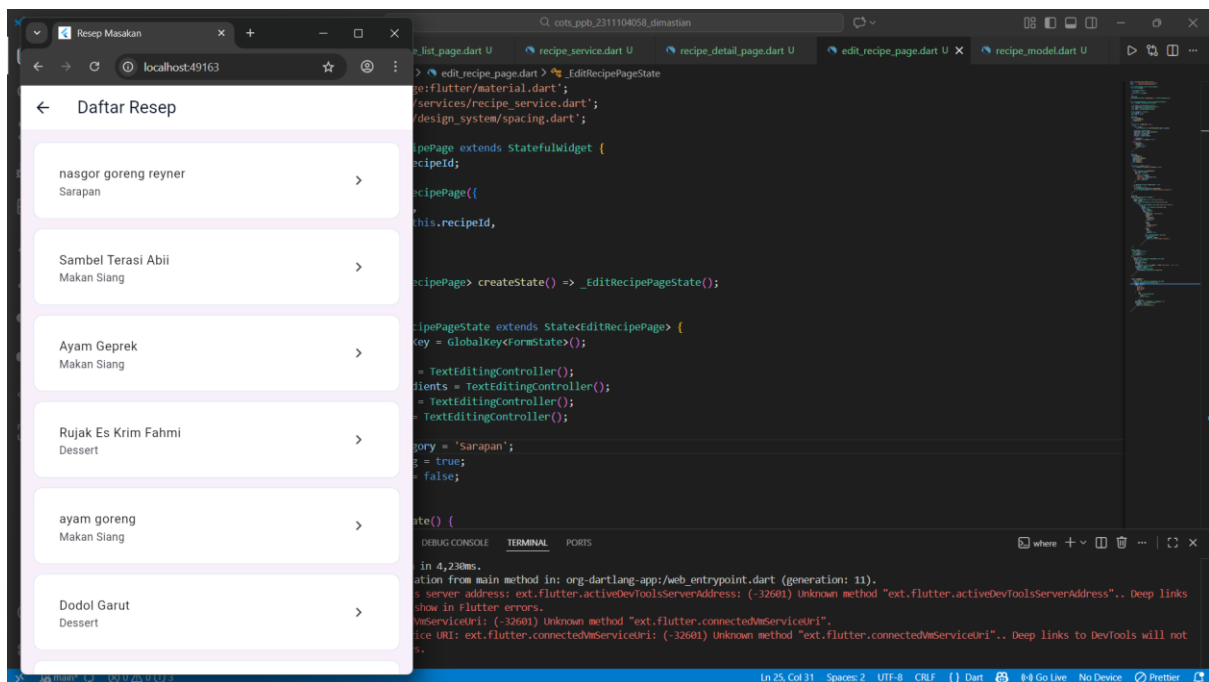 cots_ppb_2311104058_dimastian
Resep Masakan
localhost:49163
Daftar Resep
nasgor goreng reyner
Sarapan
Sambel Terasi Abii
Makan Siang
Ayam Geprek
Makan Siang
Rujak Es Krim Fahmi
Dessert
ayam goreng
Makan Siang
Dodol Garut
Dessert
e_list_page.dart U
recipe_service.dart U
recipe_detail_page.dart U
edit_recipe_page.dart U
recipe_model.dart U
> edit_recipe_page.dart > _EditRecipePageState
ge:flutter/material.dart';
/services/recipe_service.dart';
/design_system/spacing.dart';
ipePage extends StatefulWidget {
ecipeId;
ecipePage({
,
this.recipeId,
ecipePage> createState() => _EditRecipePageState();
cipePageState extends State<EditRecipePage> {
Key = GlobalKey<FormState>();
= TextEditingController();
dients = TextEditingController();
= TextEditingController();
= TextEditingController();
gory = 'Sarapan';
g = true;
= false;
ate() {
DEBUG CONSOLE
TERMINAL
PORTS
where
in 4,230ms.
ation from main method in: org-dartlang-app:/web_entrypoint.dart (generation: 11).
s server address: ext.flutter.activeDevToolsServerAddress: (-32601) Unknown method "ext.flutter.activeDevToolsServerAddress".. Deep links
show in Flutter errors.
VmServiceUri: (-32601) Unknown method "ext.flutter.connectedVmServiceUri".
ice URI: ext.flutter.connectedVmServiceUri: (-32601) Unknown method "ext.flutter.connectedVmServiceUri".. Deep links to DevTools will not
s.
main*
Ln 25, Col 31
Spaces: 2
UTF-8
CRLF
{ } Dart
Go Live
No Device
Prettier